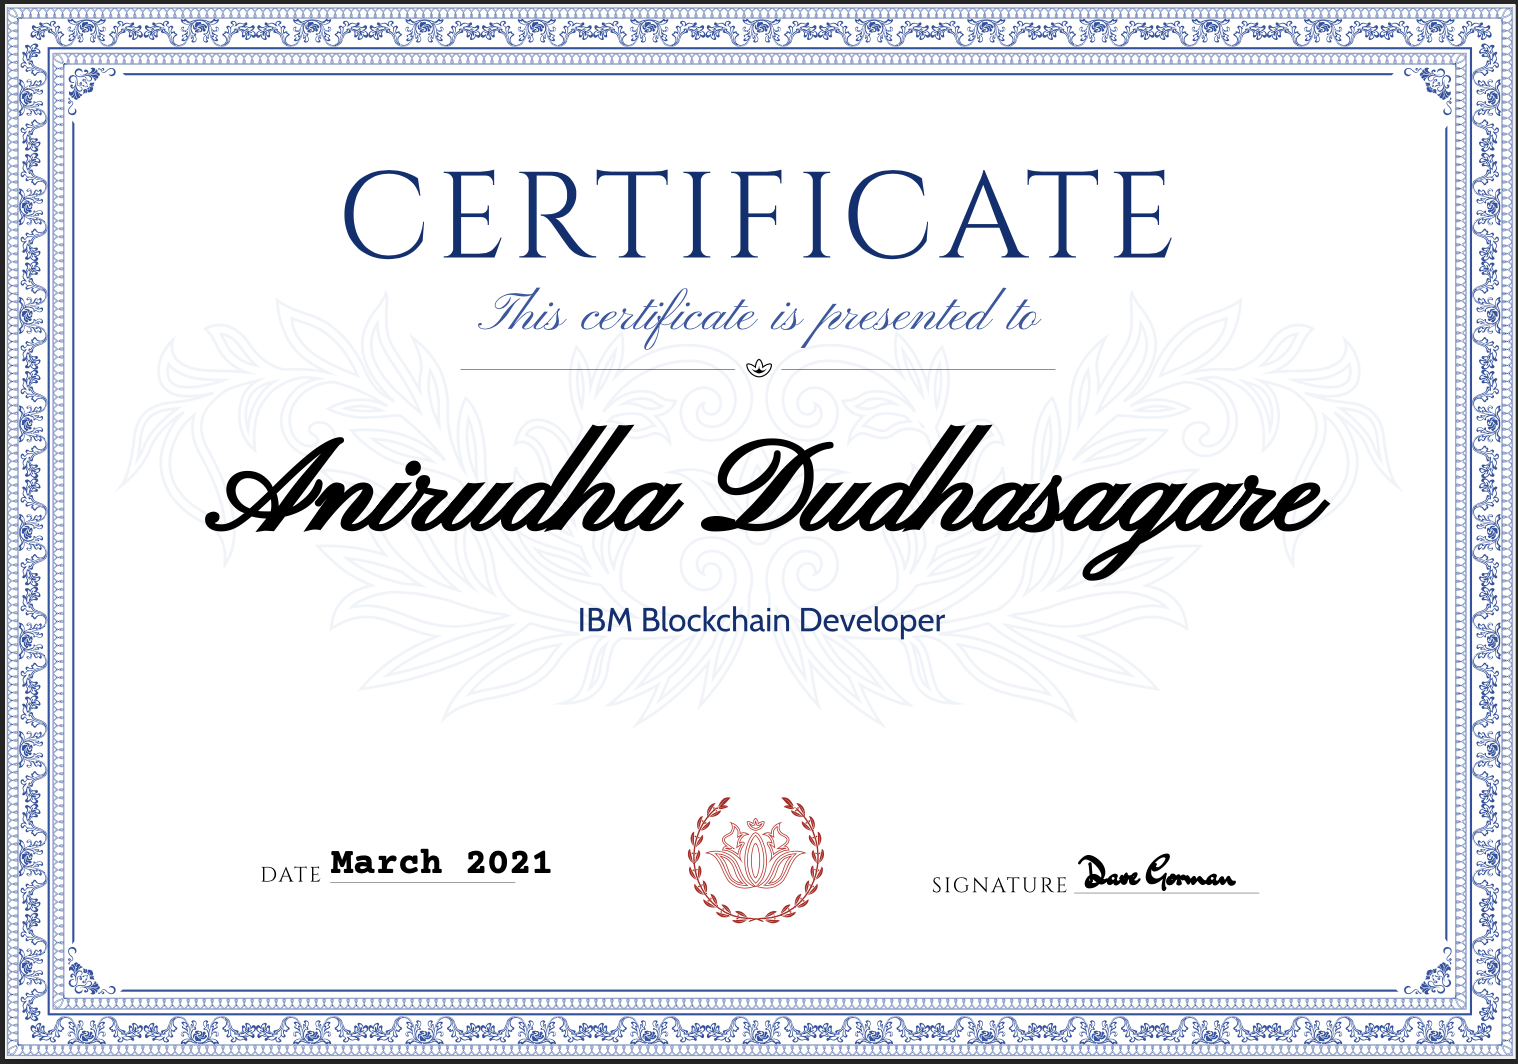 CERTIFICATE
This certificate is presented to
Anirudha Dudhasagare
IBM Blockchain Developer
DATE March 2021
SIGNATURE Dave Gorman